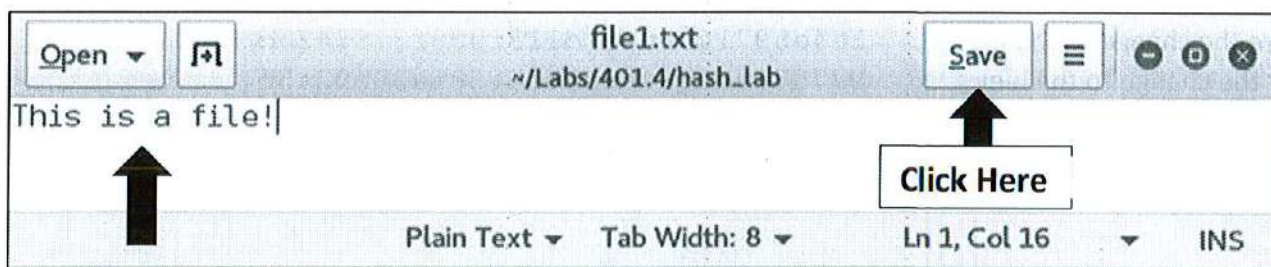 Open
file1.txt
~/Labs/401.4/hash_lab
Save
This is a file!
Click Here
Plain Text
Tab Width: 8
Ln 1, Col 16
INS